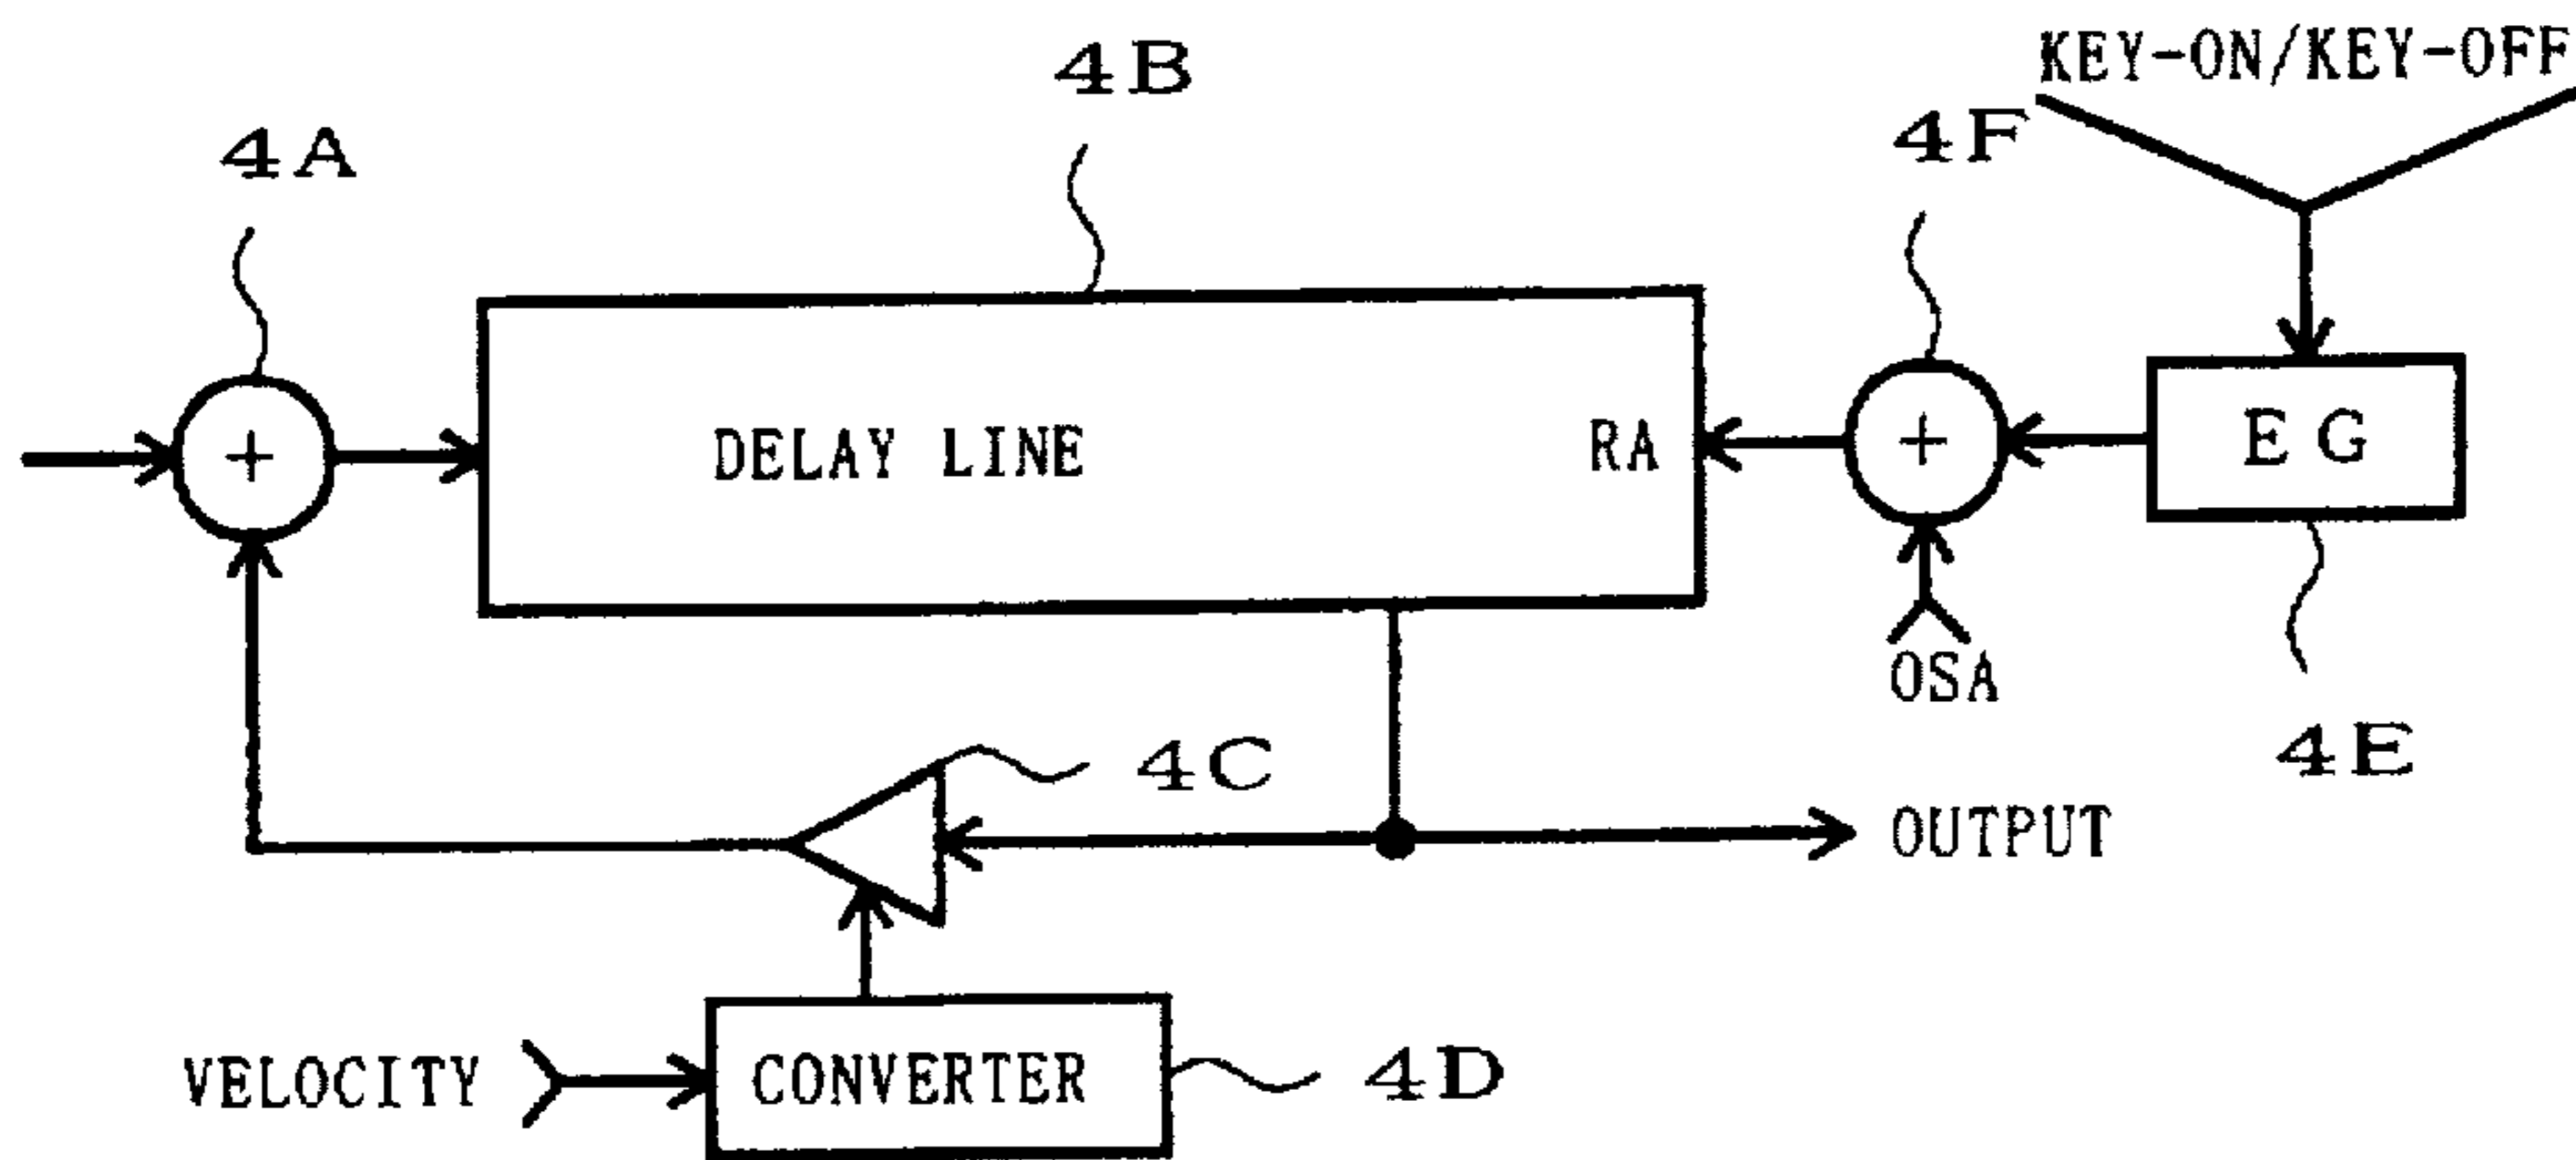 KEY-ON/KEY-OFF
4B
4F
4A
DELAY LINE
RA
+
+
EG
OSA
4E
4C
OUTPUT
VELOCITY
CONVERTER
4D